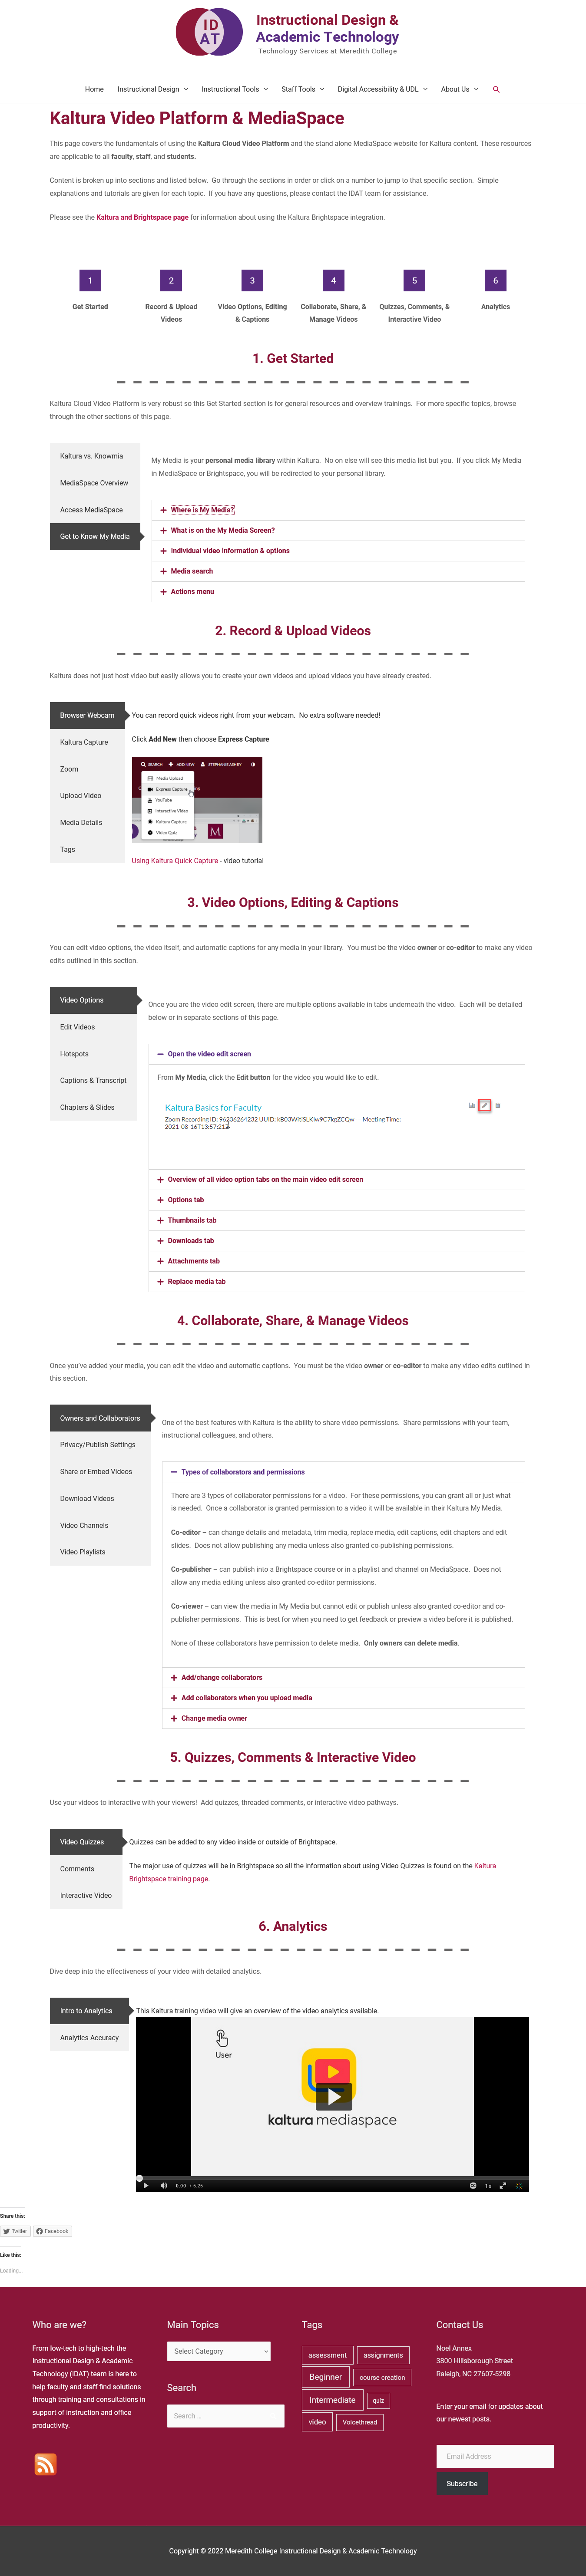 ID
AT
Instructional Design &
Academic Technology
Technology Services at Meredith College
Home Instructional Design Instructional Tools Staff Tools Digital Accessibility & UDL About Us
Kaltura Video Platform & MediaSpace
This page covers the fundamentals of using the Kaltura Cloud Video Platform and the stand alone MediaSpace website for Kaltura content. These resources
are applicable to all faculty, staff, and students.
Content is broken up into sections and listed below. Go through the sections in order or click on a number to jump to that specific section. Simple
explanations and tutorials are given for each topic. If you have any questions, please contact the IDAT team for assistance.
Please see the Kaltura and Brightspace page for information about using the Kaltura Brightspace integration.
1 2 3 4 5 6
Get Started
Record & Upload
Videos
Video Options, Editing
& Captions
Collaborate, Share, &
Manage Videos
Quizzes, Comments, &
Interactive Video
Analytics
1. Get Started
Kaltura Cloud Video Platform is very robust so this Get Started section is for general resources and overview trainings. For more specific topics, browse
through the other sections of this page.
Kaltura vs. Knowmia
MediaSpace Overview
Access MediaSpace
Get to Know My Media
My Media is your personal media library within Kaltura. No on else will see this media list but you. If you click My Media
in MediaSpace or Brightspace, you will be redirected to your personal library.
Where is My Media?
What is on the My Media Screen?
Individual video information & options
Media search
Actions menu
2. Record & Upload Videos
Kaltura does not just host video but easily allows you to create your own videos and upload videos you have already created.
Browser Webcam
Kaltura Capture
Zoom
Upload Video
Media Details
Tags
You can record quick videos right from your webcam. No extra software needed!
Click Add New then choose Express Capture
SEARCH ADD NEW STEPHANIE ASHBY
Media Upload
Express Capture
YouTube
Interactive Video
Kaltura Capture
Video Quiz
M
Using Kaltura Quick Capture - video tutorial
3. Video Options, Editing & Captions
You can edit video options, the video itself, and automatic captions for any media in your library. You must be the video owner or co-editor to make any video
edits outlined in this section.
Video Options
Edit Videos
Hotspots
Captions & Transcript
Chapters & Slides
Once you are the video edit screen, there are multiple options available in tabs underneath the video. Each will be detailed
below or in separate sections of this page.
Open the video edit screen
From My Media, click the Edit button for the video you would like to edit.
Kaltura Basics for Faculty
Zoom Recording ID: 96236264232 UUID: kB03WitiSLKiw9C7kgZCQw== Meeting Time:
2021-08-16T13:57:21Z
Overview of all video option tabs on the main video edit screen
Options tab
Thumbnails tab
Downloads tab
Attachments tab
Replace media tab
4. Collaborate, Share, & Manage Videos
Once you've added your media, you can edit the video and automatic captions. You must be the video owner or co-editor to make any video edits outlined in
this section.
Owners and Collaborators
Privacy/Publish Settings
Share or Embed Videos
Download Videos
Video Channels
Video Playlists
One of the best features with Kaltura is the ability to share video permissions. Share permissions with your team,
instructional colleagues, and others.
Types of collaborators and permissions
There are 3 types of collaborator permissions for a video. For these permissions, you can grant all or just what
is needed. Once a collaborator is granted permission to a video it will be available in their Kaltura My Media.
Co-editor – can change details and metadata, trim media, replace media, edit captions, edit chapters and edit
slides. Does not allow publishing any media unless also granted co-publishing permissions.
Co-publisher – can publish into a Brightspace course or in a playlist and channel on MediaSpace. Does not
allow any media editing unless also granted co-editor permissions.
Co-viewer – can view the media in My Media but cannot edit or publish unless also granted co-editor and co-
publisher permissions. This is best for when you need to get feedback or preview a video before it is published.
None of these collaborators have permission to delete media. Only owners can delete media.
Add/change collaborators
Add collaborators when you upload media
Change media owner
5. Quizzes, Comments & Interactive Video
Use your videos to interactive with your viewers! Add quizzes, threaded comments, or interactive video pathways.
Video Quizzes
Comments
Interactive Video
Quizzes can be added to any video inside or outside of Brightspace.
The major use of quizzes will be in Brightspace so all the information about using Video Quizzes is found on the Kaltura
Brightspace training page.
6. Analytics
Dive deep into the effectiveness of your video with detailed analytics.
Intro to Analytics
Analytics Accuracy
This Kaltura training video will give an overview of the video analytics available.
User
kaltura mediaspace
0:00 / 5:25 1x
Share this:
Twitter Facebook
Like this:
Loading...
Who are we?
From low-tech to high-tech the
Instructional Design & Academic
Technology (IDAT) team is here to
help faculty and staff find solutions
through training and consultations in
support of instruction and office
productivity.
Main Topics
Select Category
Search
Search ...
Tags
assessment assignments
Beginner course creation
Intermediate quiz
video Voicethread
Contact Us
Noel Annex
3800 Hillsborough Street
Raleigh, NC 27607-5298
Enter your email for updates about
our newest posts.
Email Address
Subscribe
Copyright © 2022 Meredith College Instructional Design & Academic Technology